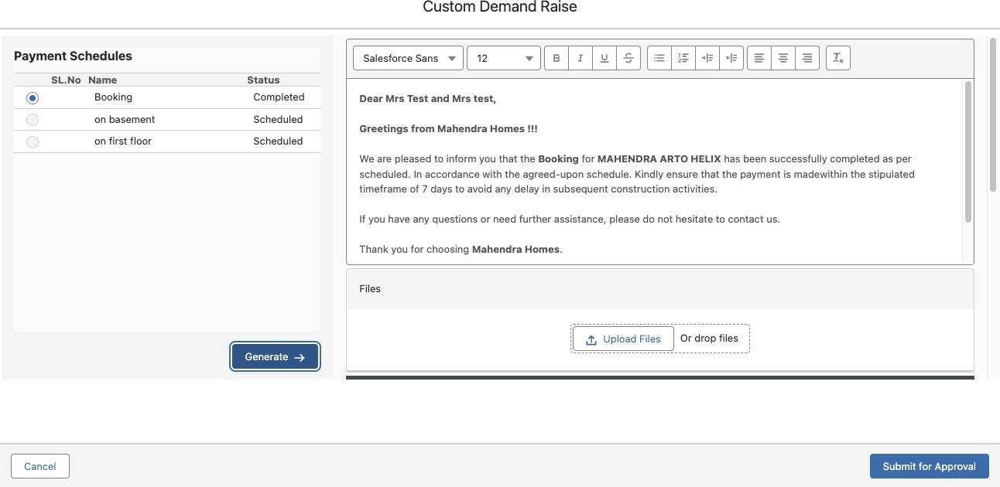 Custom Demand Raise
Payment Schedules
SL.No Name Status
Booking Completed
on basement Scheduled
on first floor Scheduled
Generate →
Salesforce Sans 12 B I U S
Dear Mrs Test and Mrs test,
Greetings from Mahendra Homes !!!
We are pleased to inform you that the Booking for MAHENDRA ARTO HELIX has been successfully completed as per
scheduled. In accordance with the agreed-upon schedule. Kindly ensure that the payment is madewithin the stipulated
timeframe of 7 days to avoid any delay in subsequent construction activities.
If you have any questions or need further assistance, please do not hesitate to contact us.
Thank you for choosing Mahendra Homes.
Files
Upload Files Or drop files
Cancel Submit for Approval